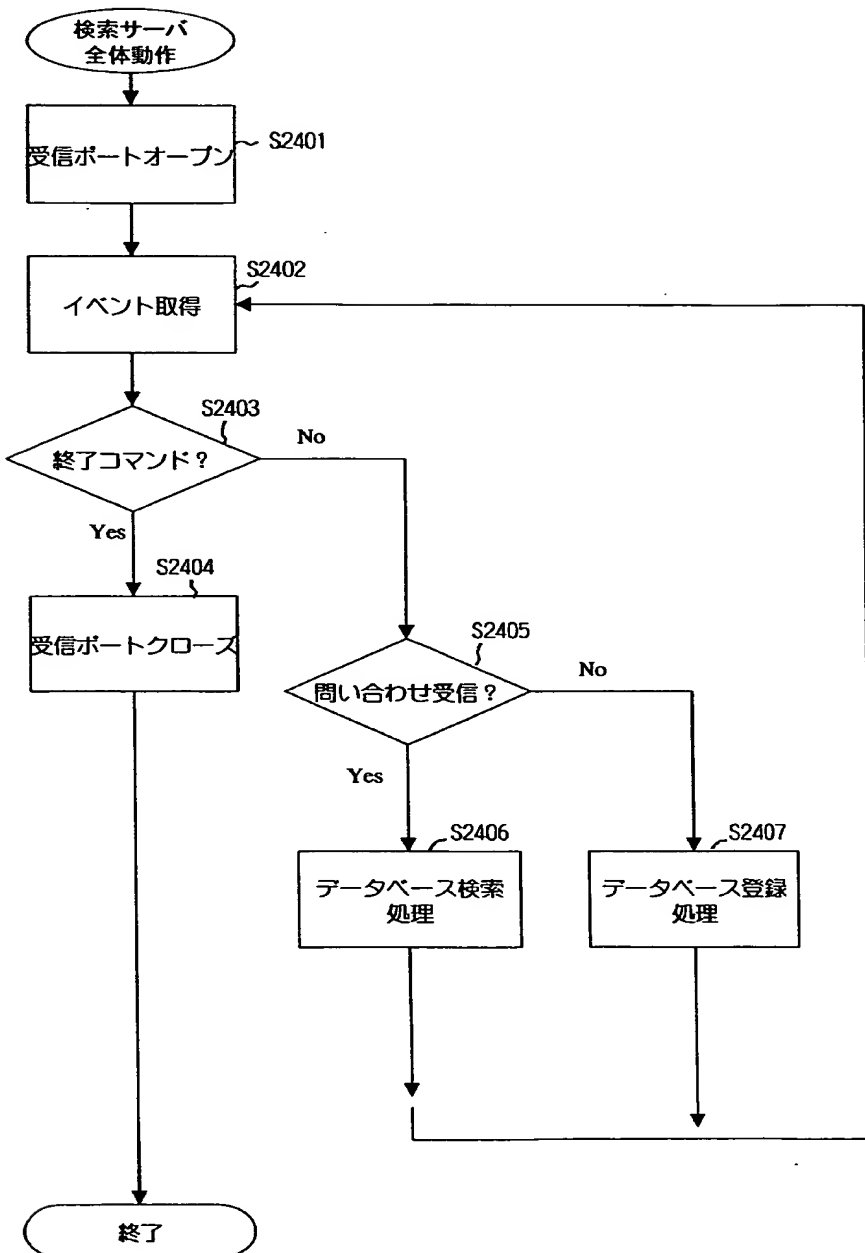 検索サーバ
全体動作
受信ポートオープン
S2401
S2402
イベント取得
S2403
終了コマンド?
No
Yes
S2404
受信ポートクローズ
S2405
問い合わせ受信?
No
Yes
S2406
データベース検索
処理
S2407
データベース登録
処理
終了